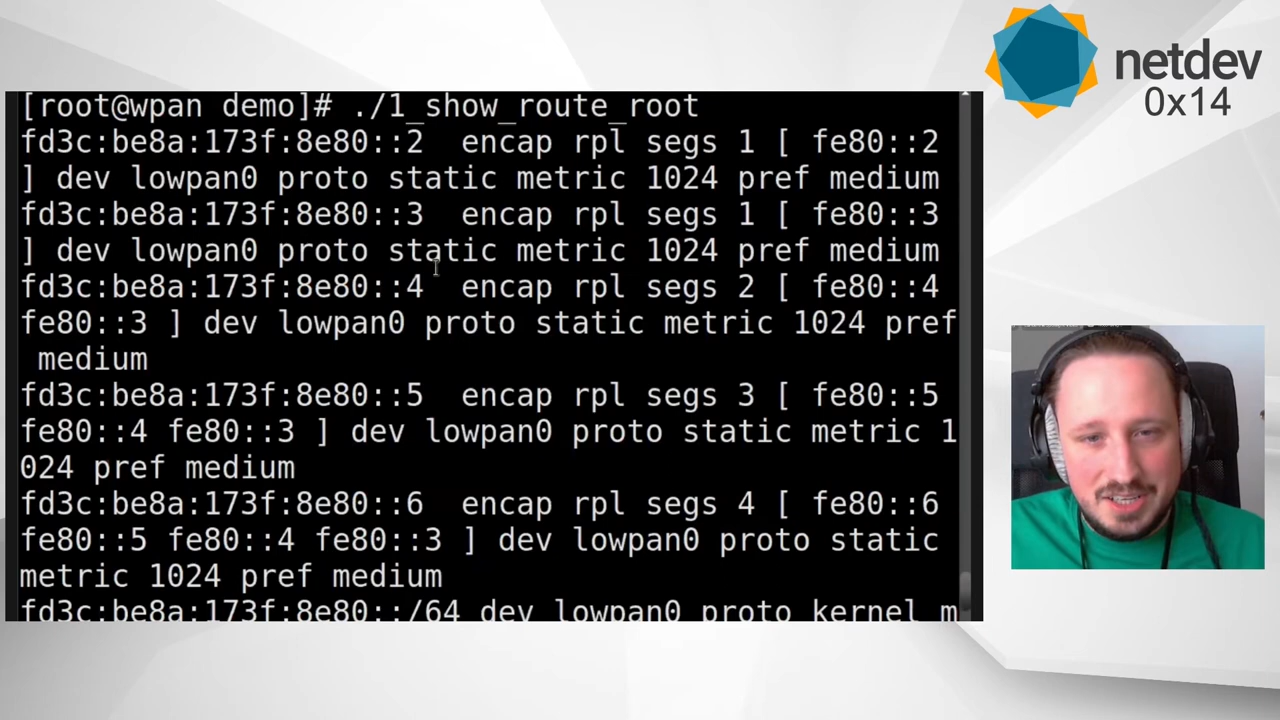 netdev
0x14
[root@wpan demo]# ./1_show_route_root
fd3c:be8a:173f:8e80::2  encap rpl segs 1 [ fe80::2
] dev lowpan0 proto static metric 1024 pref medium
fd3c:be8a:173f:8e80::3  encap rpl segs 1 [ fe80::3
] dev lowpan0 proto static metric 1024 pref medium
fd3c:be8a:173f:8e80::4  encap rpl segs 2 [ fe80::4
fe80::3 ] dev lowpan0 proto static metric 1024 pref
 medium
fd3c:be8a:173f:8e80::5  encap rpl segs 3 [ fe80::5
fe80::4 fe80::3 ] dev lowpan0 proto static metric 1
024 pref medium
fd3c:be8a:173f:8e80::6  encap rpl segs 4 [ fe80::6
fe80::5 fe80::4 fe80::3 ] dev lowpan0 proto static
metric 1024 pref medium
fd3c:be8a:173f:8e80::/64 dev lowpan0 proto kernel m